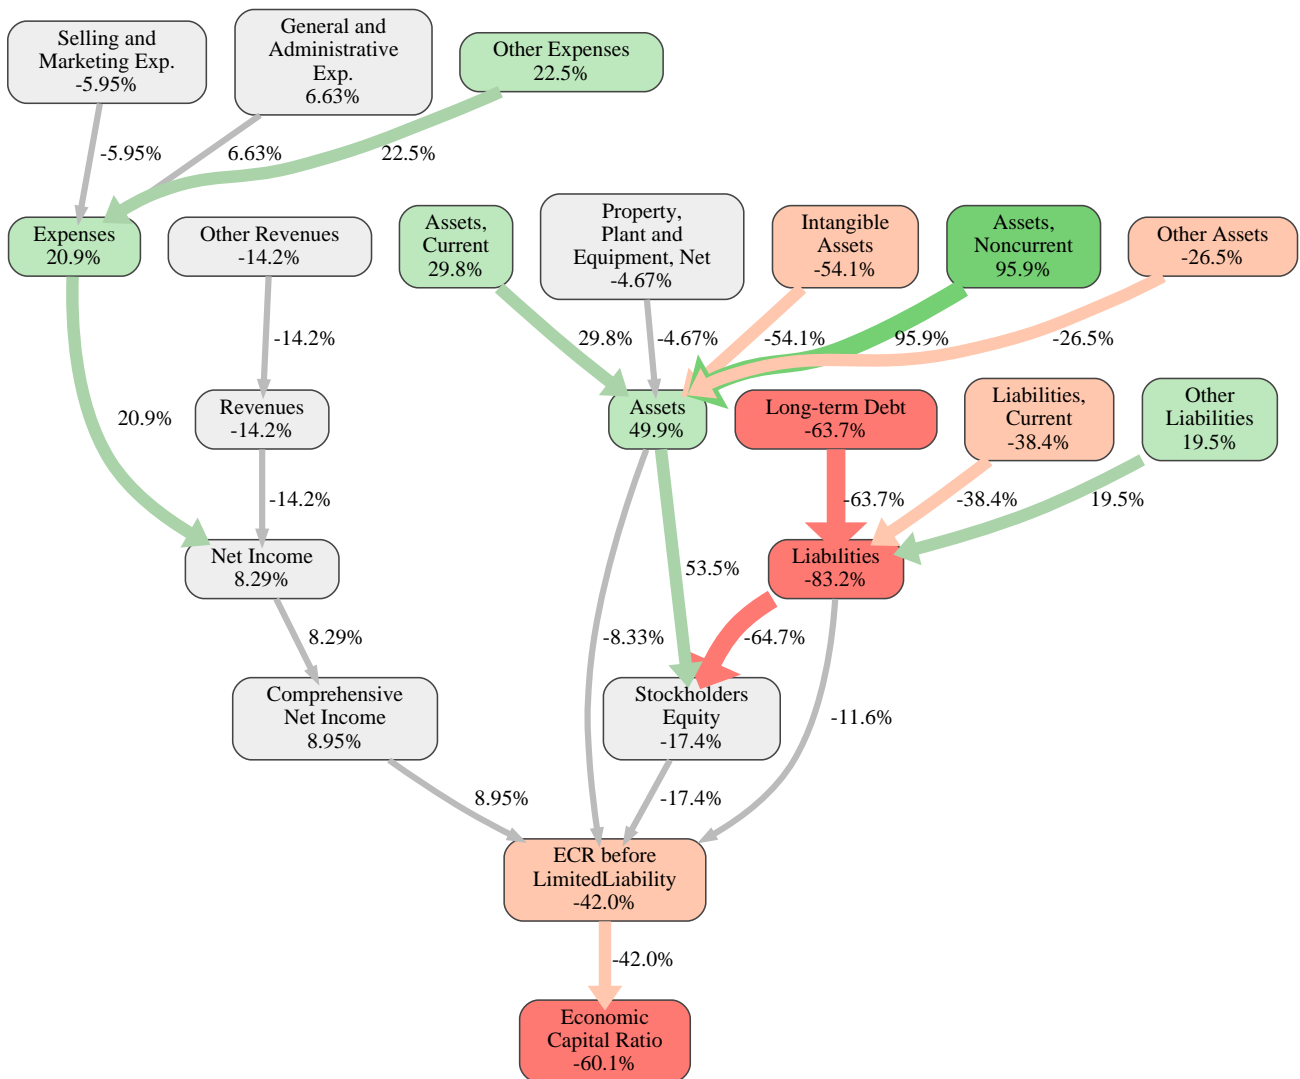 Selling and
Marketing Exp.
-5.95%
General and
Administrative
Exp.
6.63%
Other Expenses
22.5%
-5.95%
6.63%
22.5%
Expenses
20.9%
Other Revenues
-14.2%
Assets,
Current
29.8%
Property,
Plant and
Equipment, Net
-4.67%
Intangible
Assets
-54.1%
Assets,
Noncurrent
95.9%
Other Assets
-26.5%
-14.2%
29.8%
-4.67%
-54.1%
95.9%
-26.5%
20.9%
Revenues
-14.2%
Assets
49.9%
Long-term Debt
-63.7%
Liabilities,
Current
-38.4%
Other
Liabilities
19.5%
-14.2%
-63.7%
-38.4%
19.5%
Net Income
8.29%
53.5%
Liabilities
-83.2%
8.29%
-8.33%
-64.7%
Comprehensive
Net Income
8.95%
Stockholders
Equity
-17.4%
-11.6%
8.95%
-17.4%
ECR before
LimitedLiability
-42.0%
-42.0%
Economic
Capital Ratio
-60.1%